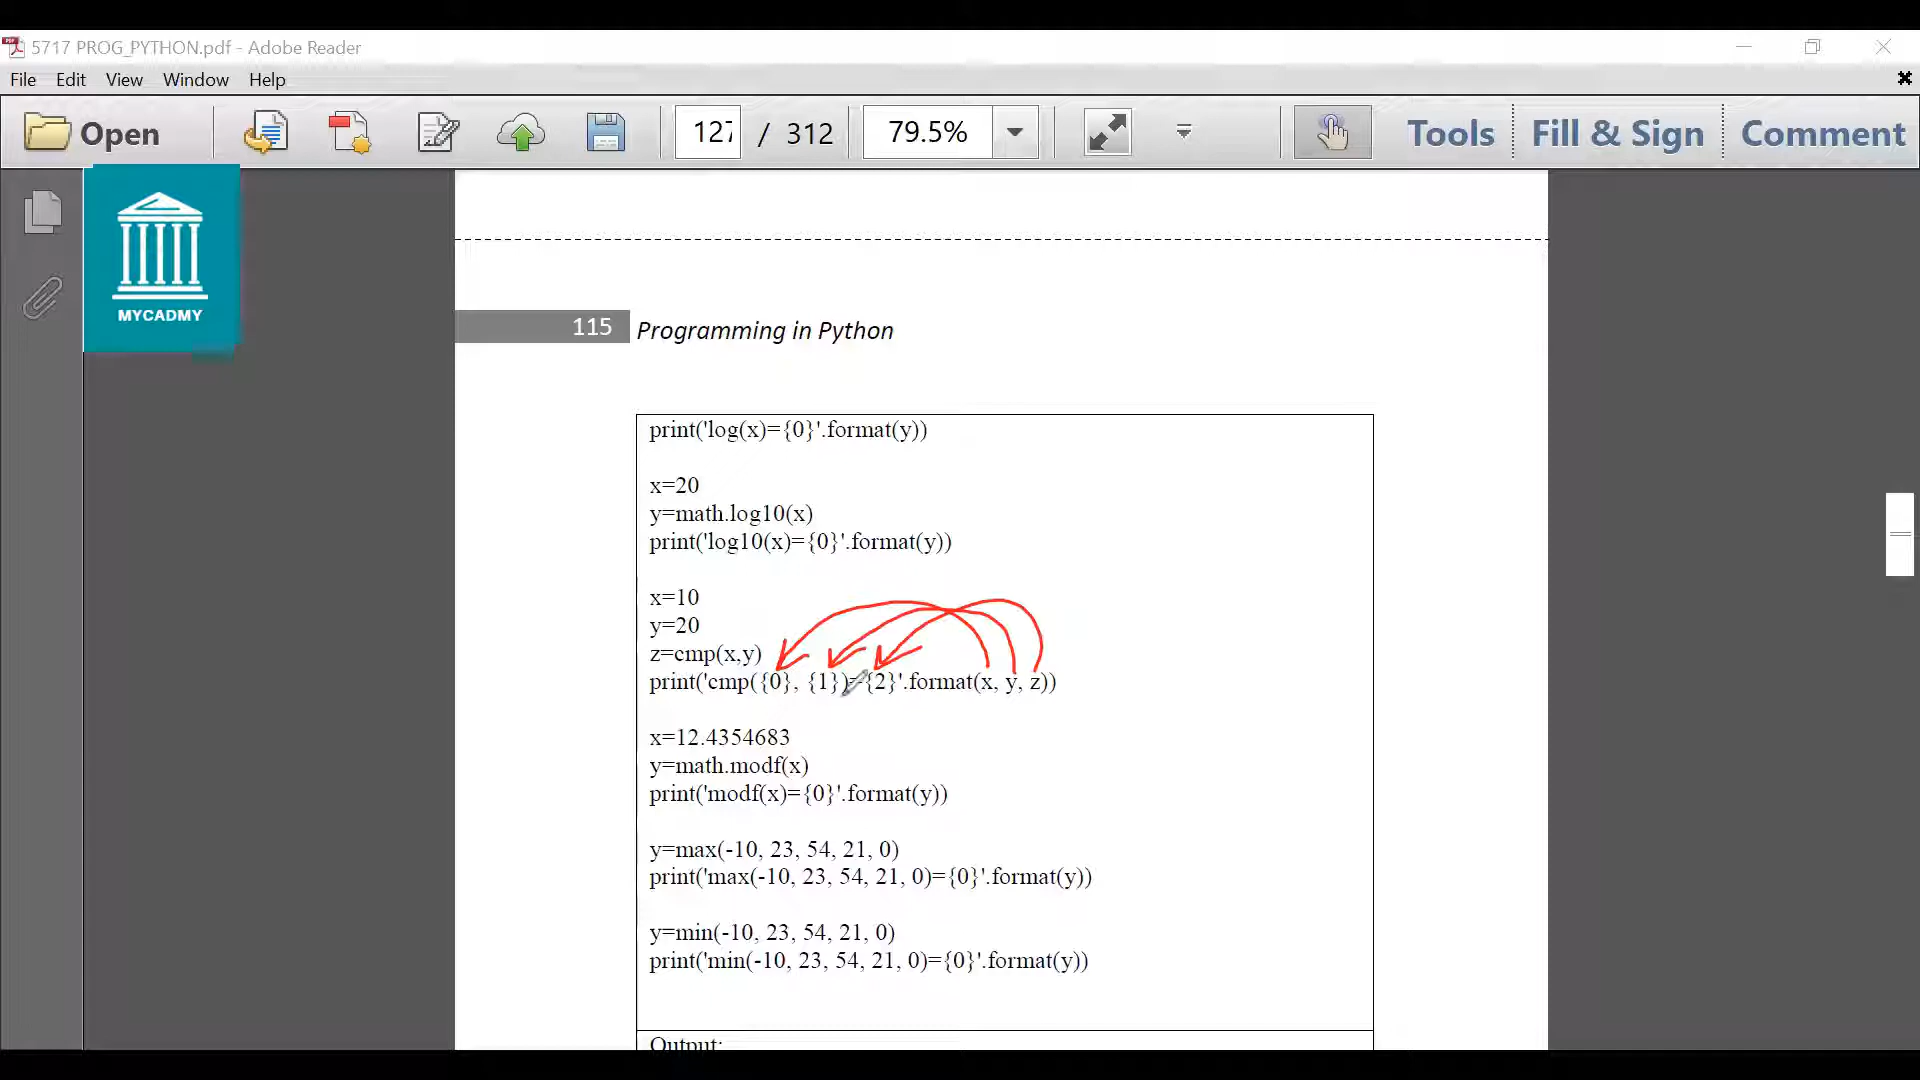 5717 PROG_PYTHON.pdf - Adobe Reader
File Edit View Window Help
Open 127 / 312 79.5% Tools Fill & Sign Comment
MYCADMY
115 Programming in Python
print('log(x)={0}'.format(y))
x=20
y=math.log10(x)
print('log10(x)={0}'.format(y))
x=10
y=20
z=cmp(x,y)
print('cmp({0}, {1})={2}'.format(x, y, z))
x=12.4354683
y=math.modf(x)
print('modf(x)={0}'.format(y))
y=max(-10, 23, 54, 21, 0)
print('max(-10, 23, 54, 21, 0)={0}'.format(y))
y=min(-10, 23, 54, 21, 0)
print('min(-10, 23, 54, 21, 0)={0}'.format(y))
Output: